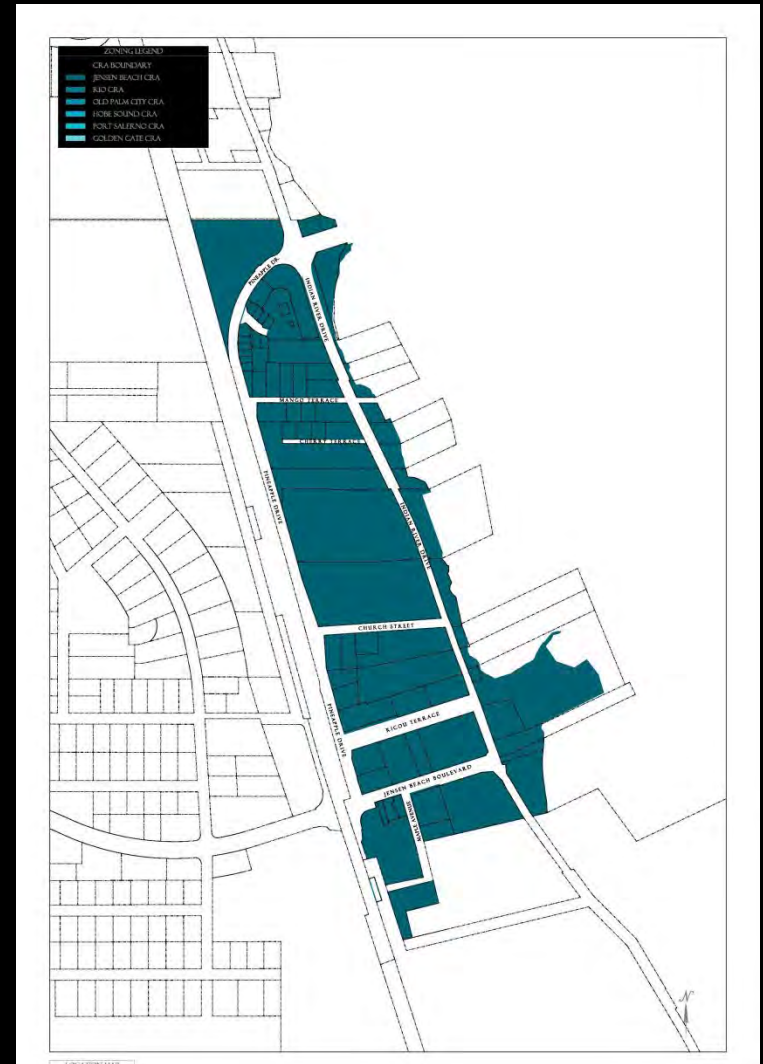 ZONING LEGEND
CRA BOUNDARY
JENSEN BEACH CRA
RIO CRA
OLD PALM CITY CRA
HOBE SOUND CRA
PORT SALERNO CRA
GOLDEN GATE CRA
PINEAPPLE DR.
INDIAN RIVER DRIVE
MANGO TERRACE
CHERRY TERRACE
PINEAPPLE DRIVE
INDIAN RIVER DRIVE
CHURCH STREET
PINEAPPLE DRIVE
RICOU TERRACE
JENSEN BEACH BOULEVARD
MAPLE AVENUE
N